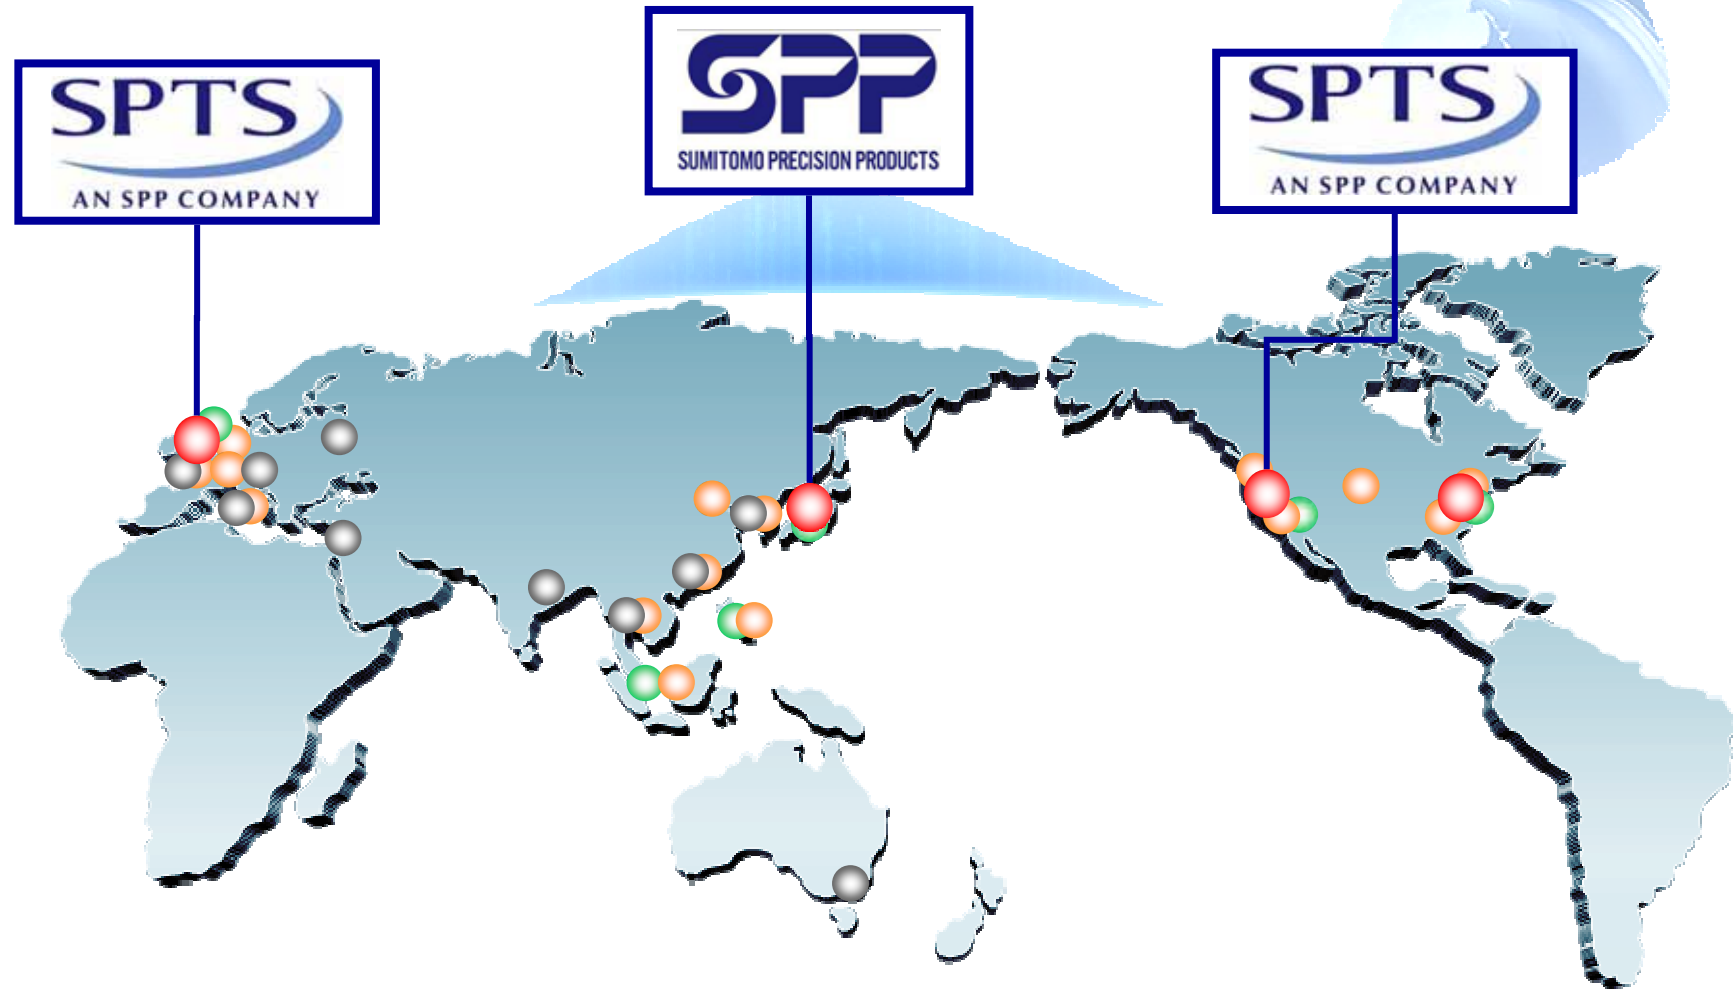 SPTS
AN SPP COMPANY
SPP
SUMITOMO PRECISION PRODUCTS
SPTS
AN SPP COMPANY